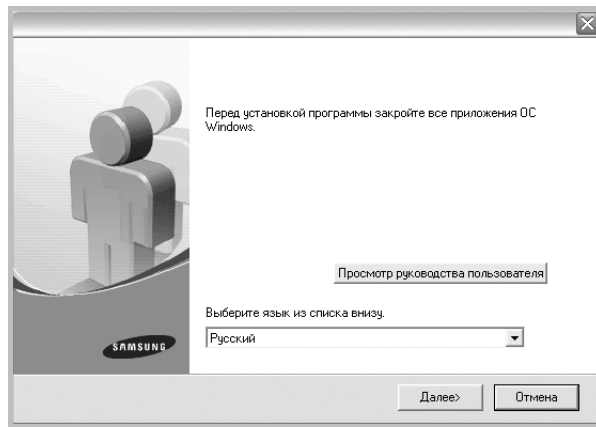 Перед установкой программы закройте все приложения ОС
Windows.
Просмотр руководства пользователя
Выберите язык из списка внизу.
Русский
SAMSUNG
Далее>
Отмена